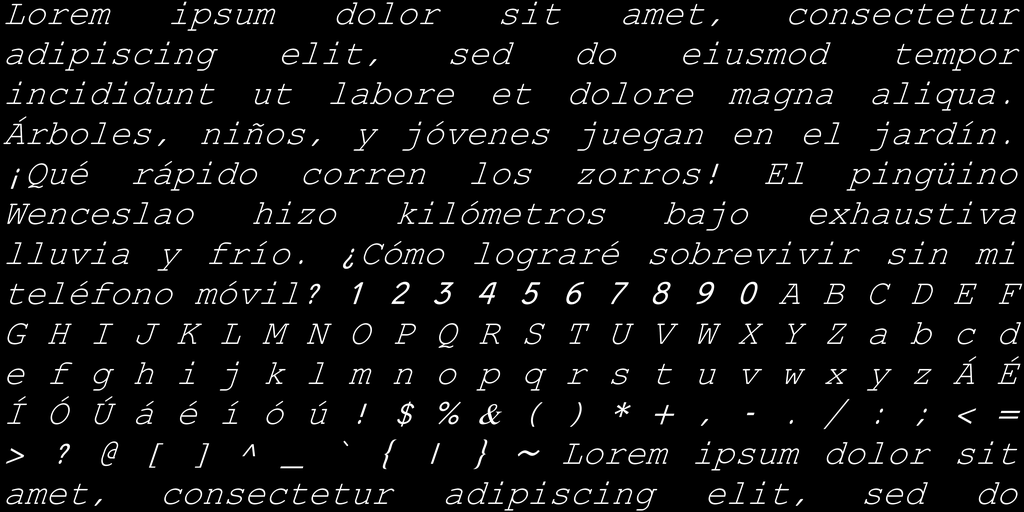 Lorem ipsum dolor sit amet, consectetur
adipiscing elit, sed do eiusmod tempor
incididunt ut labore et dolore magna aliqua.
Árboles, niños, y jóvenes juegan en el jardín.
¡Qué rápido corren los zorros! El pingüino
Wenceslao hizo kilómetros bajo exhaustiva
lluvia y frío. ¿Cómo lograré sobrevivir sin mi
teléfono móvil? 1 2 3 4 5 6 7 8 9 0 A B C D E F
G H I J K L M N O P Q R S T U V W X Y Z a b c d
e f g h i j k l m n o p q r s t u v w x y z Á É
Í Ó Ú á é í ó ú ! $ % & ( ) * + , - . / : ; < =
> ? @ [ ] ^ _ ` { | } ~ Lorem ipsum dolor sit
amet, consectetur adipiscing elit, sed do